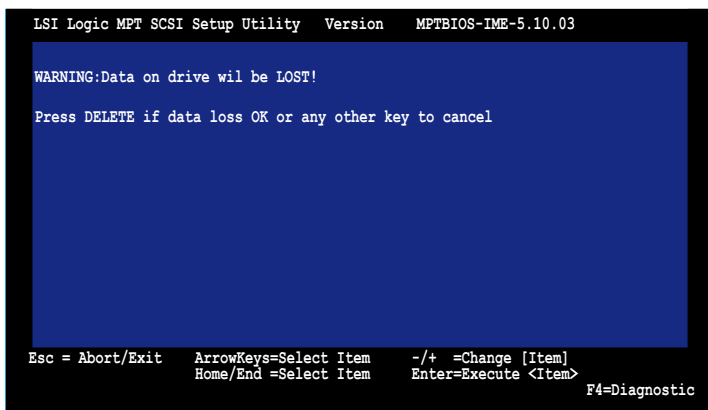 LSI Logic MPT SCSI Setup Utility Version MPTBIOS-IME-5.10.03
WARNING:Data on drive wil be LOST!
Press DELETE if data loss OK or any other key to cancel
Esc = Abort/Exit ArrowKeys=Select Item -/+ =Change [Item]
Home/End =Select Item Enter=Execute <Item>
F4=Diagnostic